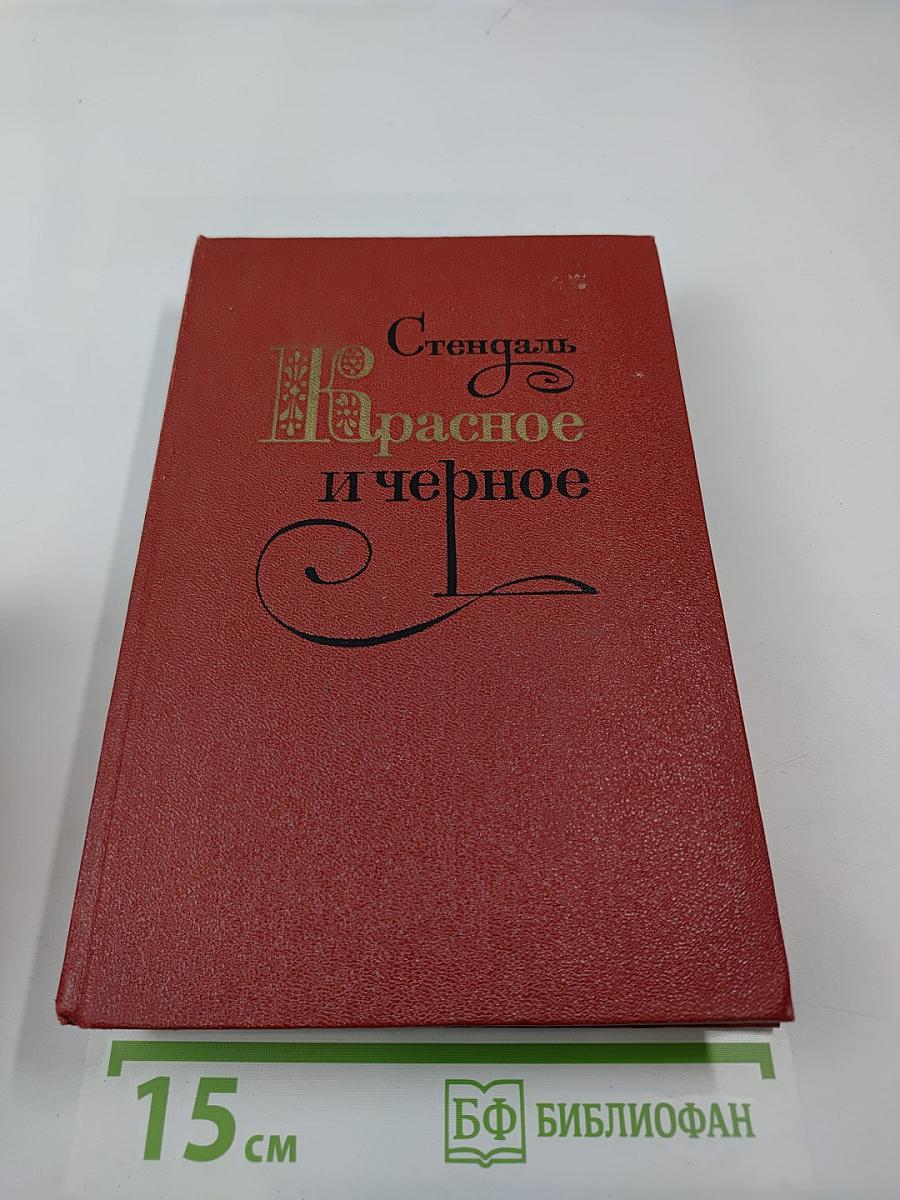 Стендаль
Красное
и черное
15 см
БФ БИБЛИОФАН